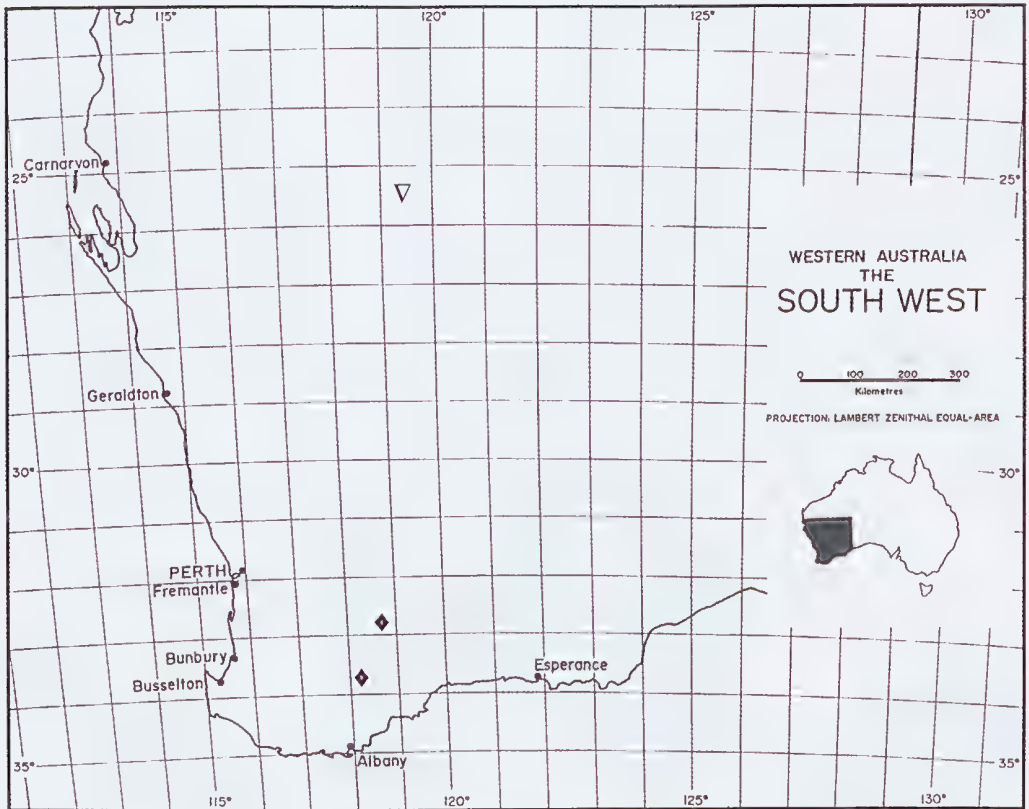 115°
120°
125°
130°
Carnarvon
25°
25°
WESTERN AUSTRALIA
THE
SOUTH WEST
0 100 200 300
Kilometres
PROJECTION: LAMBERT ZENITHAL EQUAL-AREA
Geraldton
30°
30°
PERTH
Fremantle
Bunbury
Busselton
Esperance
Albany
35°
35°
115°
120°
125°
130°